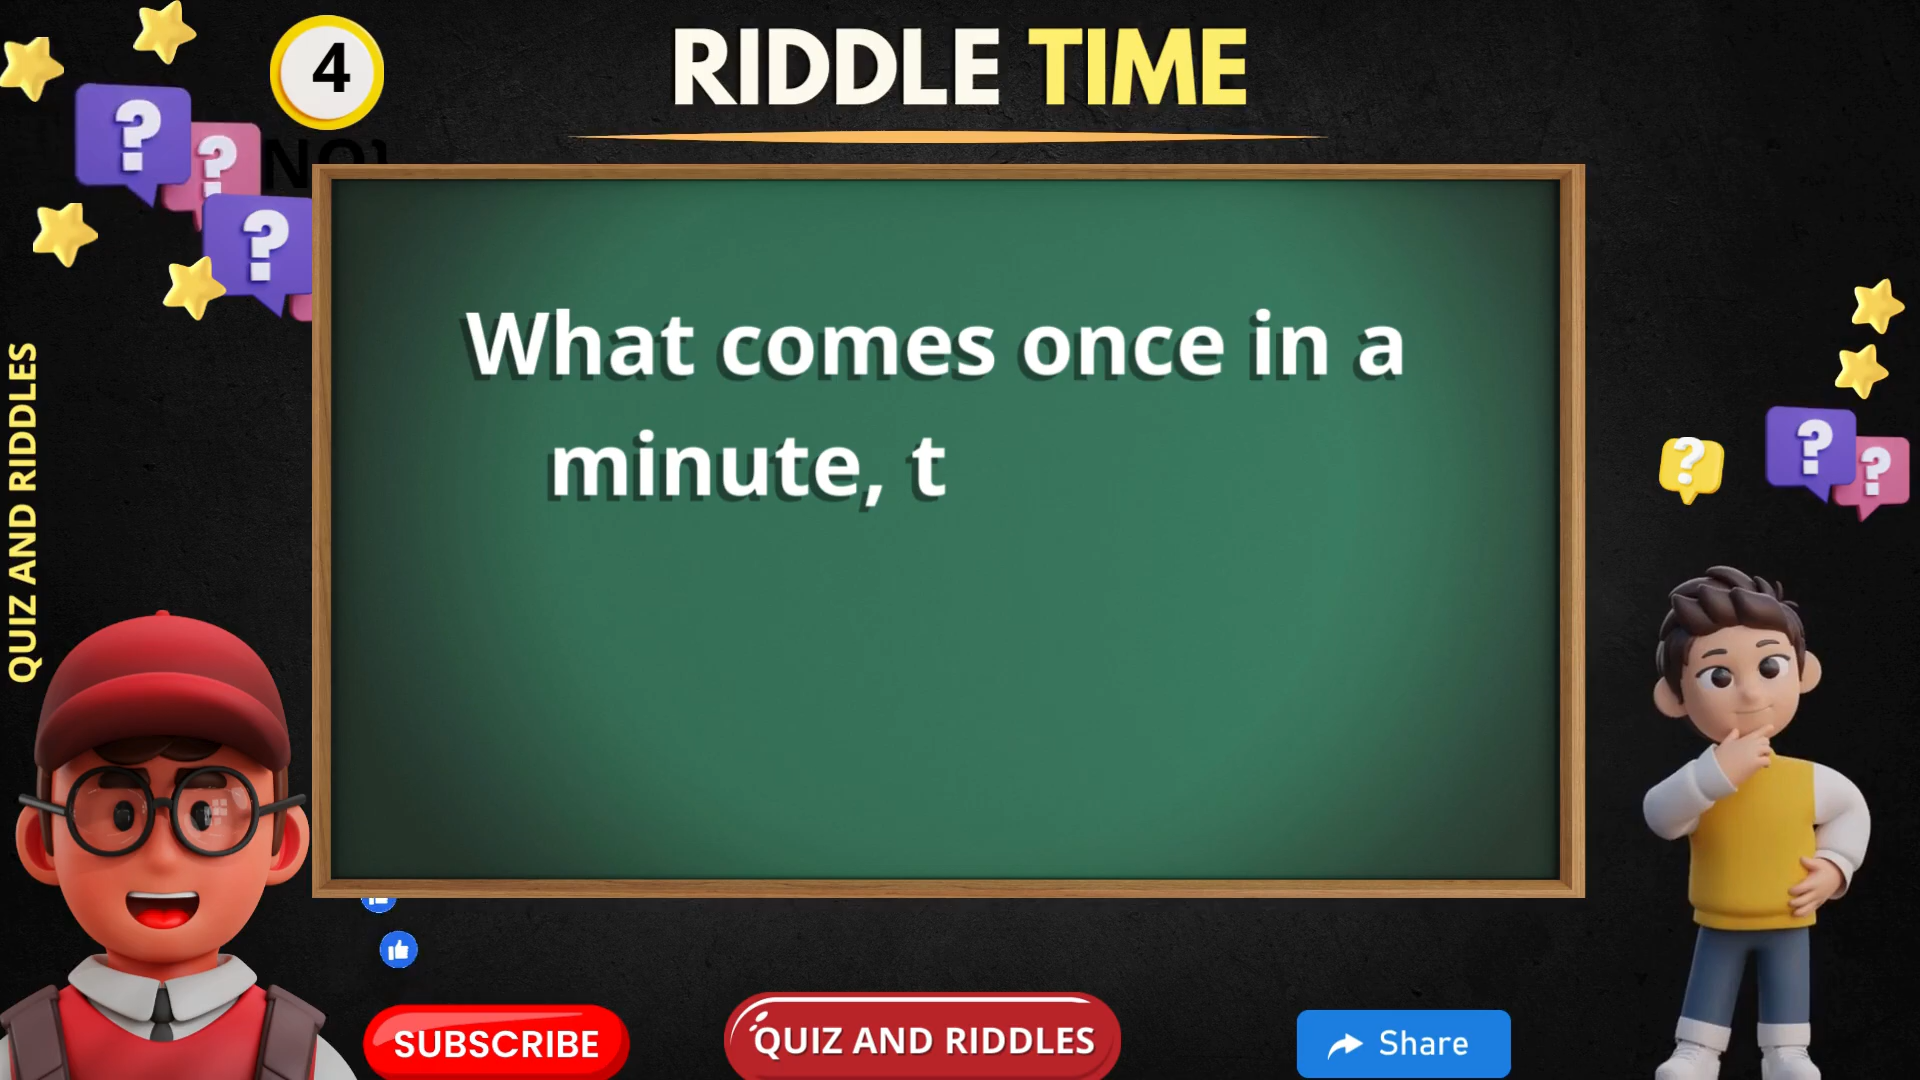 4
RIDDLE TIME
What comes once in a
minute, t
QUIZ AND RIDDLES
SUBSCRIBE
QUIZ AND RIDDLES
Share